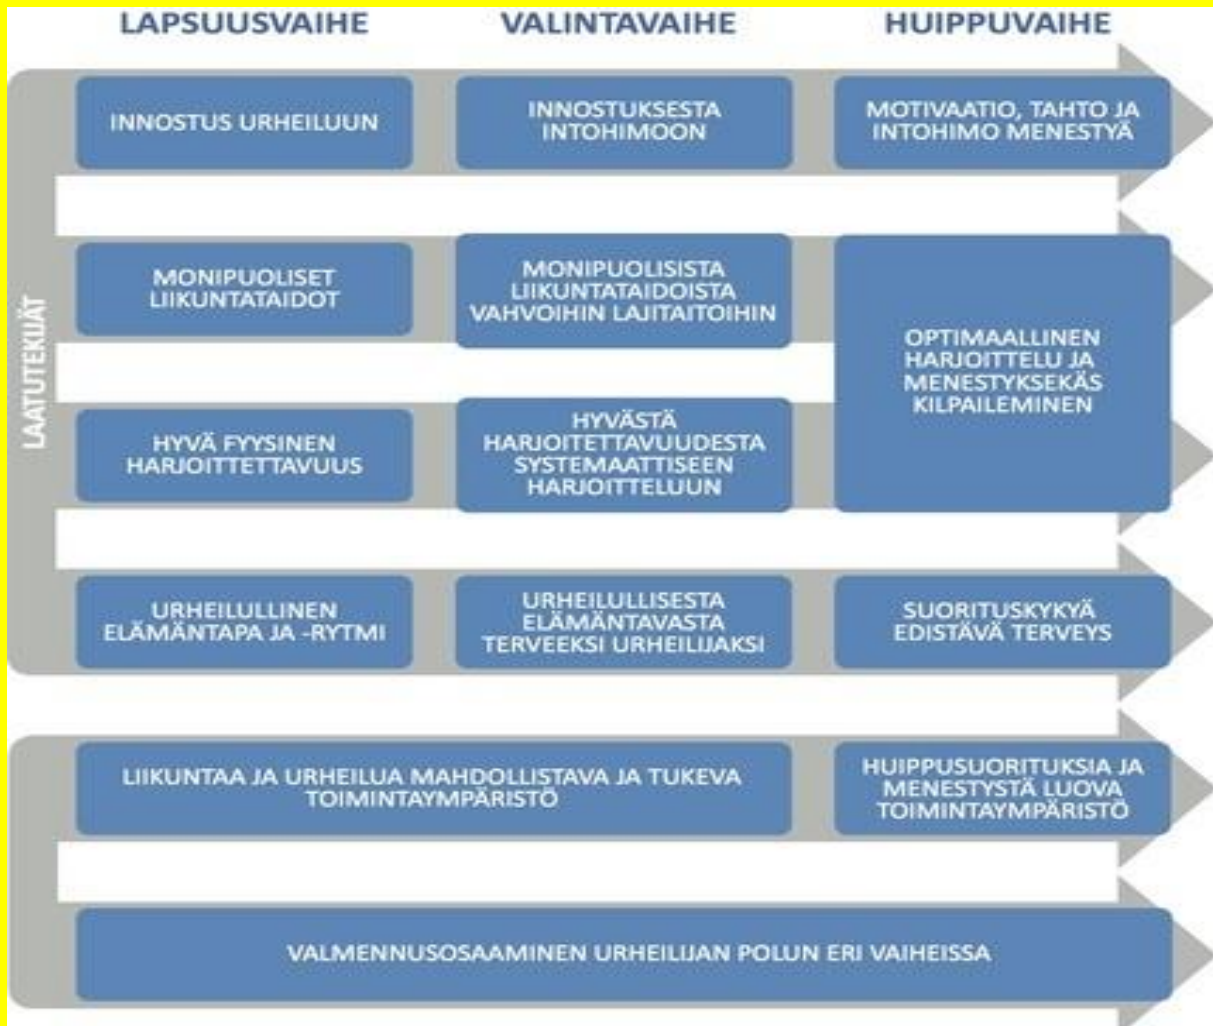 LAPSUUSVAIHE
VALINTAVAIHE
HUIPPUVAIHE
LAATUTEKIJÄT
INNOSTUS URHEILUUN
INNOSTUKSESTA
INTOHIMOON
MOTIVAATIO, TAHTO JA
INTOHIMO MENESTYÄ
MONIPUOLISET
LIIKUNTATAIDOT
MONIPUOLISISTA
LIIKUNTATAIDOISTA
VAHVOIHIN LAJITAITOIHIN
OPTIMAALLINEN
HARJOITTELU JA
MENESTYKSEKÄS
KILPAILEMINEN
HYVÄ FYYSINEN
HARJOITTETTAVUUS
HYVÄSTÄ
HARJOITETTAVUUDESTA
SYSTEMAATTISEEN
HARJOITTELUUN
URHEILULLINEN
ELÄMÄNTAPA JA -RYTMI
URHEILULLISESTA
ELÄMÄNTAVASTA
TERVEEKSI URHEILIJAKSI
SUORITUSKYKYÄ
EDISTÄVÄ TERVEYS
LIIKUNTAA JA URHEILUA MAHDOLLISTAVA JA TUKEVA
TOIMINTAYMPÄRISTÖ
HUIPPUSUORITUKSIA JA
MENESTYSTÄ LUOVA
TOIMINTAYMPÄRISTÖ
VALMENNUSOSAAMINEN URHEILIJAN POLUN ERI VAIHEISSA